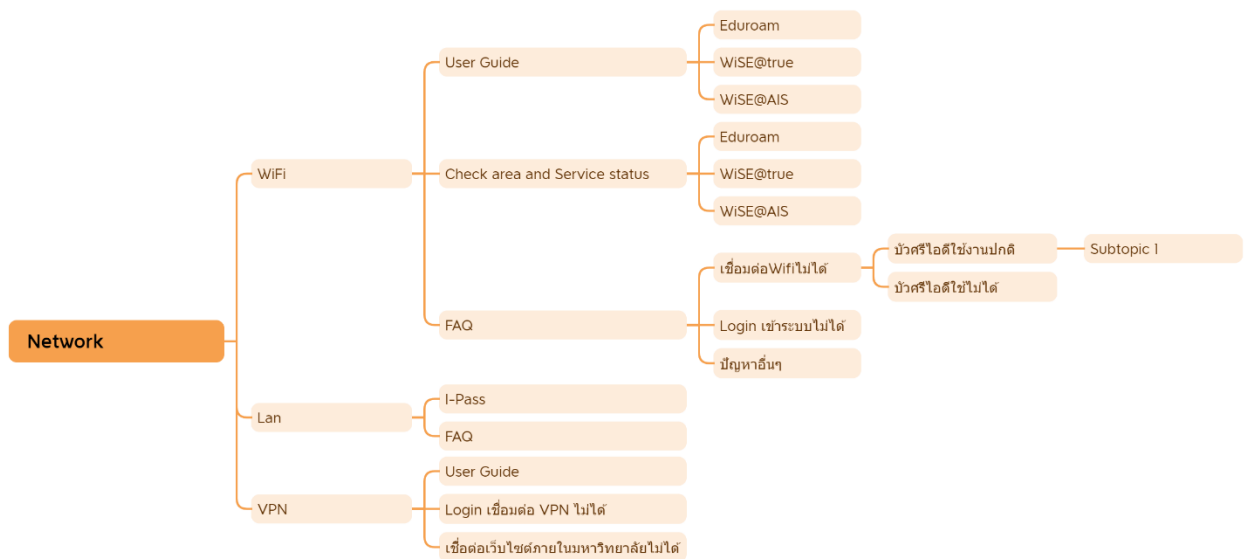 Network
WiFi
User Guide
Eduroam
WiSE@true
WiSE@AIS
Check area and Service status
Eduroam
WiSE@true
WiSE@AIS
FAQ
เชื่อมต่อWifiไม่ได้
บัวศรีไอดีใช้งานปกติ
Subtopic 1
บัวศรีไอดีใช้ไม่ได้
Login เข้าระบบไม่ได้
ปัญหาอื่นๆ
Lan
I-Pass
FAQ
VPN
User Guide
Login เชื่อมต่อ VPN ไม่ได้
เชื่อต่อเว็บไซต์ภายในมหาวิทยาลัยไม่ได้